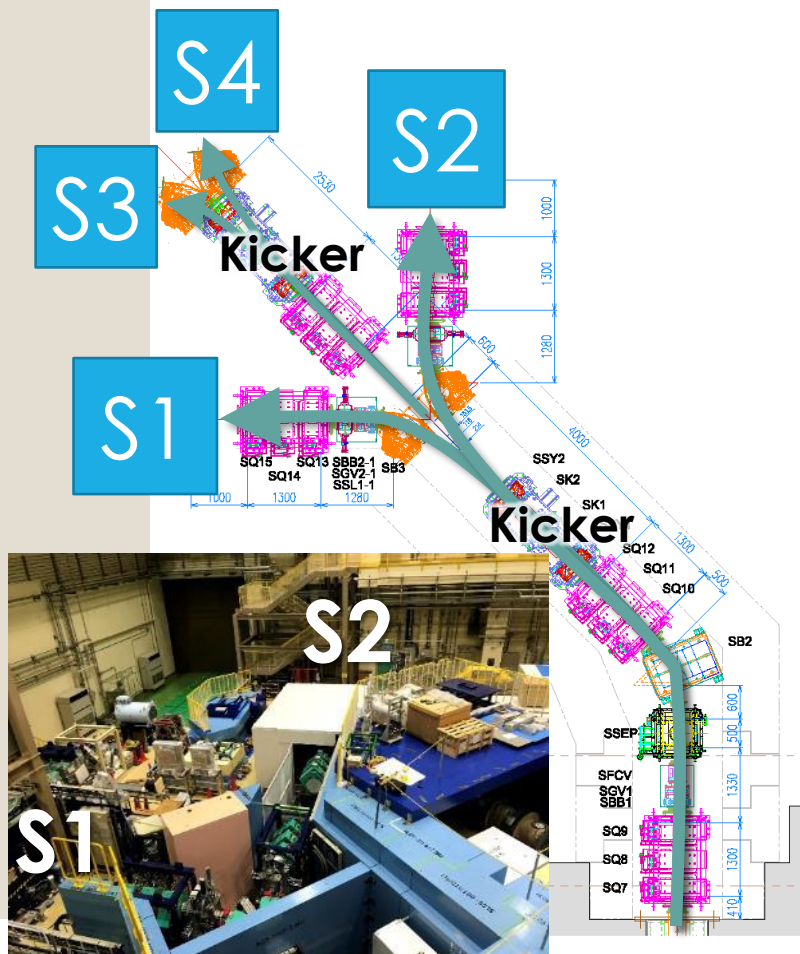 S4
S2
S3
2530
1000
Kicker
1300
1280
600
S1
4000
SQ15
SQ14
SQ13
SBB2-1
SGV2-1
SSL1-1
SB3
1000
1300
1280
SSY2
SK2
SK1
Kicker
SQ12
SQ11
SQ10
1300
500
SB2
S2
S1
600
SSEP
500
SFCV
SGV1
SBB1
1330
SQ9
SQ8
SQ7
1300
410